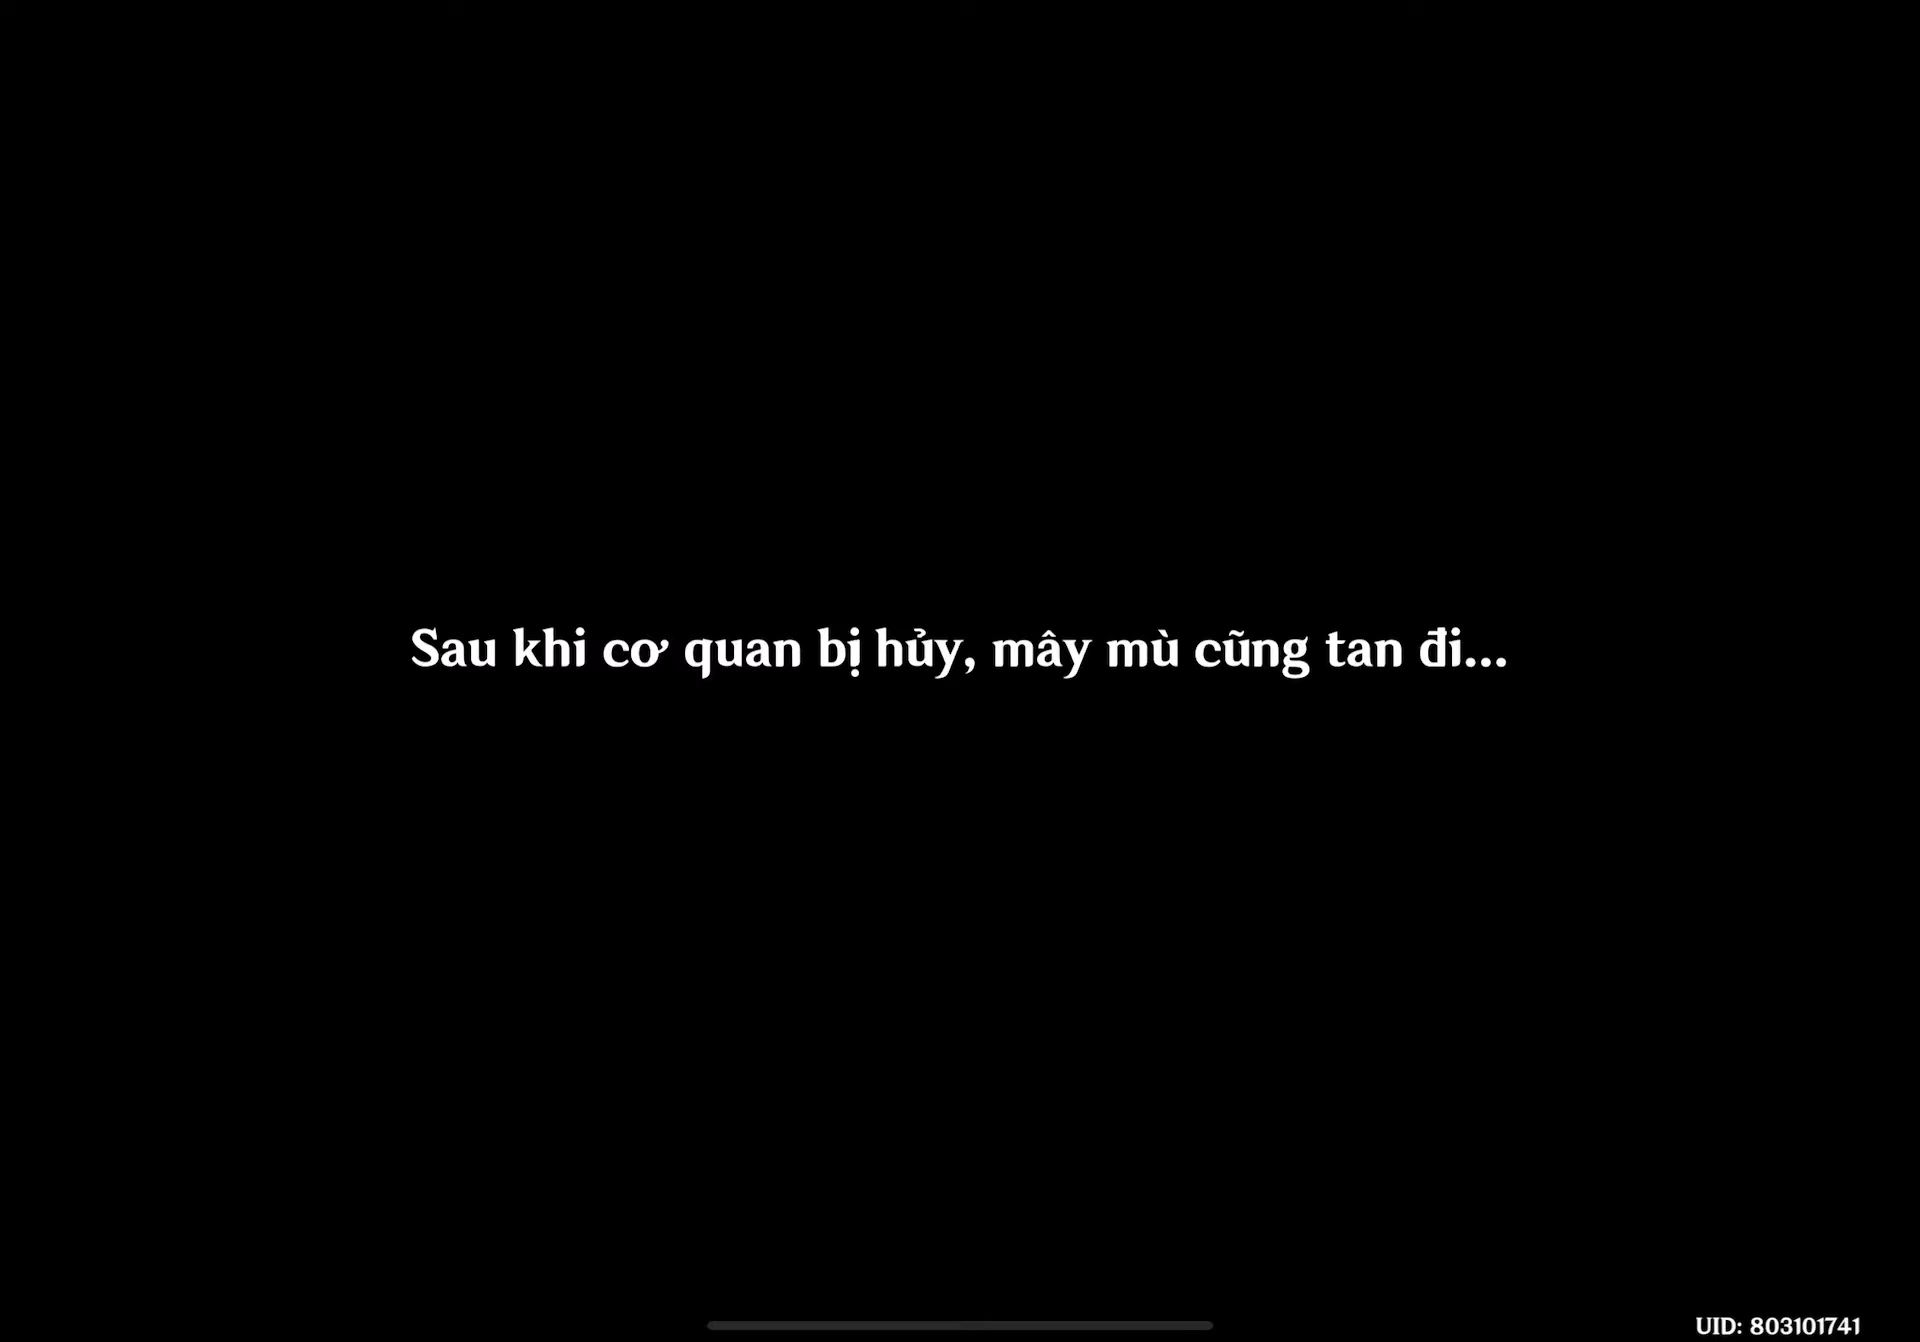 Sau khi cơ quan bị hủy, mây mù cũng tan đi...
UID: 803101741